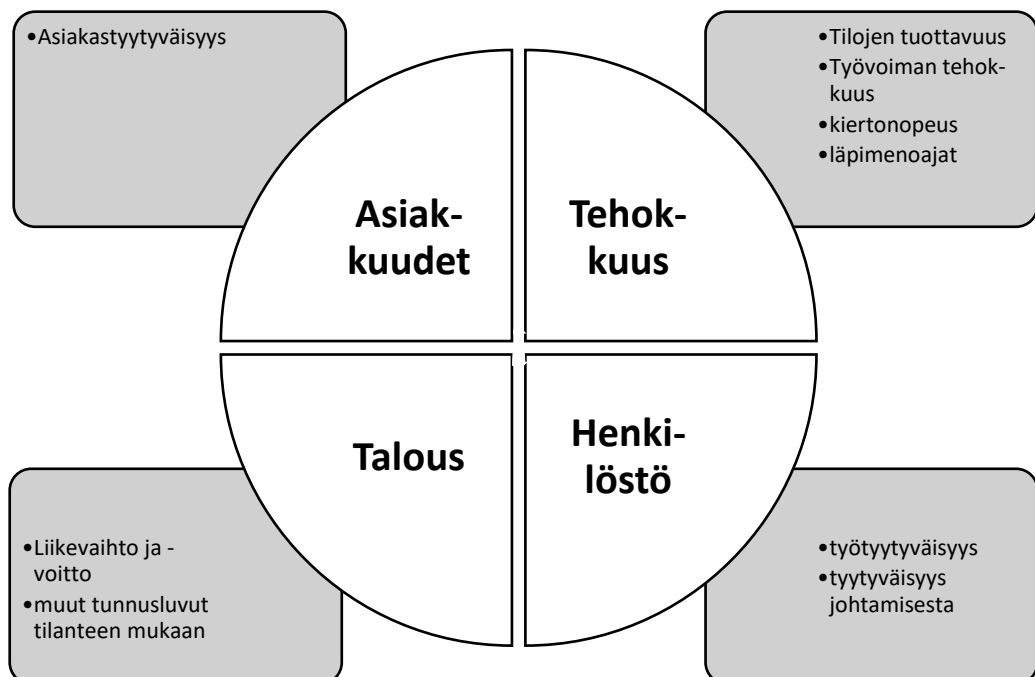 •Asiakastyytyväisyys
•Tilojen tuottavuus
•Työvoiman tehok-
kuus
•kiertonopeus
•läpimenoajat
Asiak-
kuudet
Tehok-
kuus
Talous
Henki-
löstö
•Liikevaihto ja -
voitto
•muut tunnusluvut
tilanteen mukaan
•työtyytyväisyys
•tyytyväisyys
johtamisesta